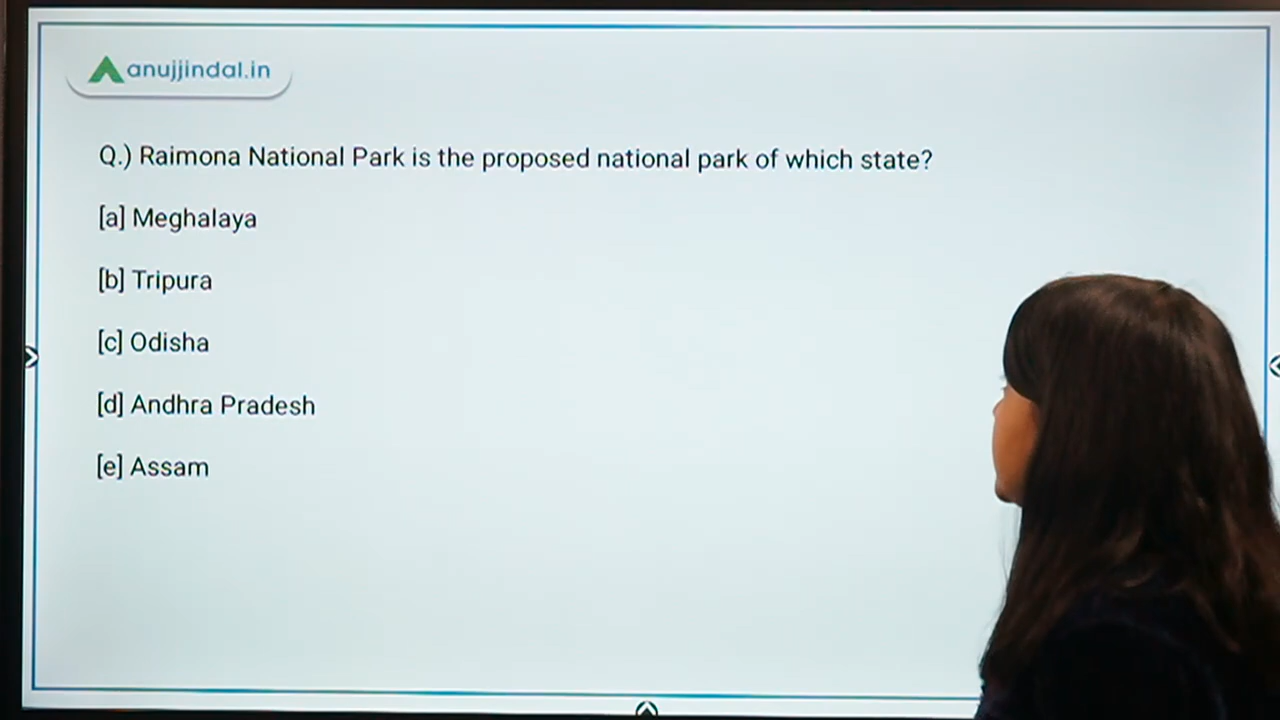 anujjindal.in
Q.) Raimona National Park is the proposed national park of which state?
[a] Meghalaya
[b] Tripura
[c] Odisha
[d] Andhra Pradesh
[e] Assam